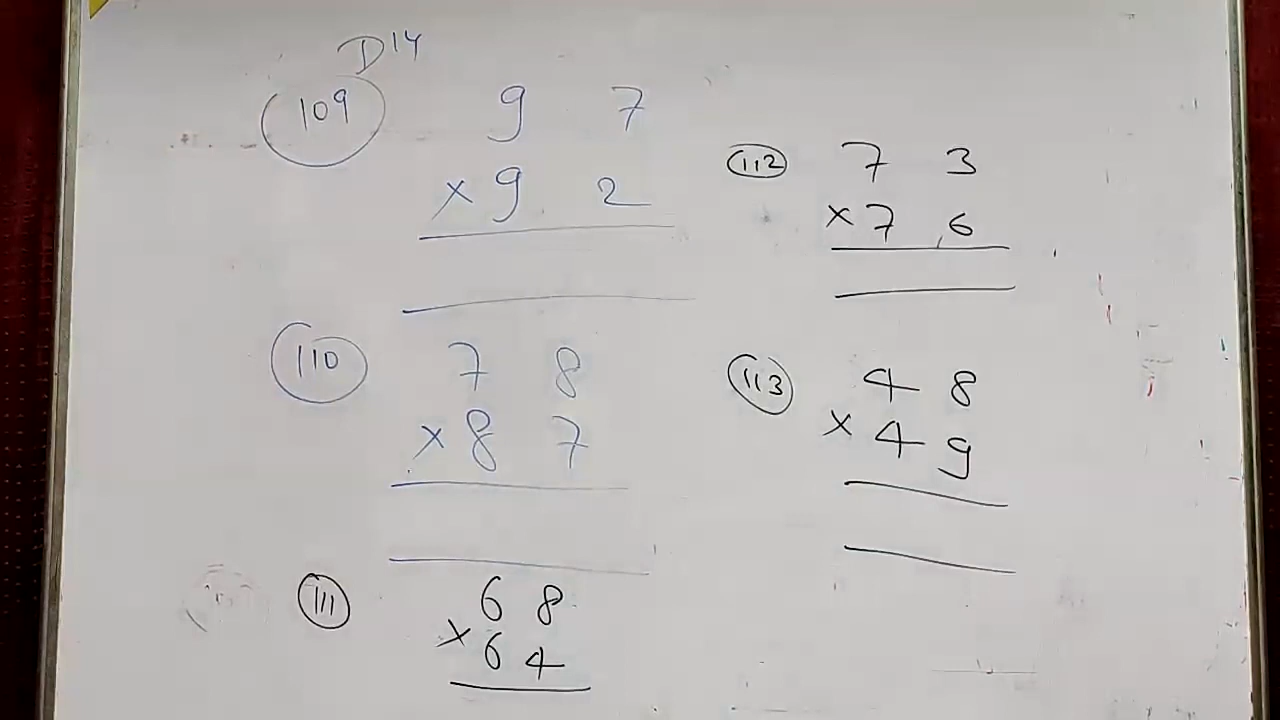 D14
109 9 7
× 9 2
110 7 8
× 8 7
111 6 8
× 6 4
112 7 3
× 7 6
113 4 8
× 4 9